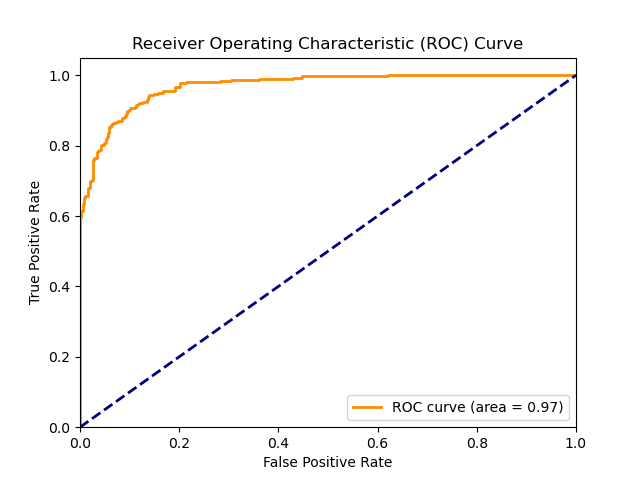 Receiver Operating Characteristic (ROC) Curve
1.0
0.8
0.6
0.4
0.2
0.0
True Positive Rate
ROC curve (area = 0.97)
0.0 0.2 0.4 0.6 0.8 1.0
False Positive Rate